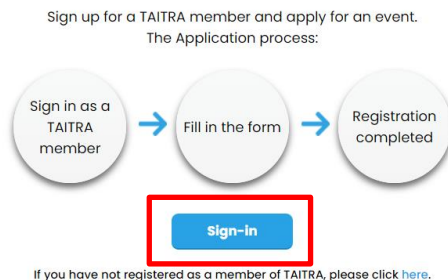 Sign up for a TAITRA member and apply for an event.
The Application process:
Sign in as a
TAITRA
member
Fill in the form
Registration
completed
Sign-in
If you have not registered as a member of TAITRA, please click here.